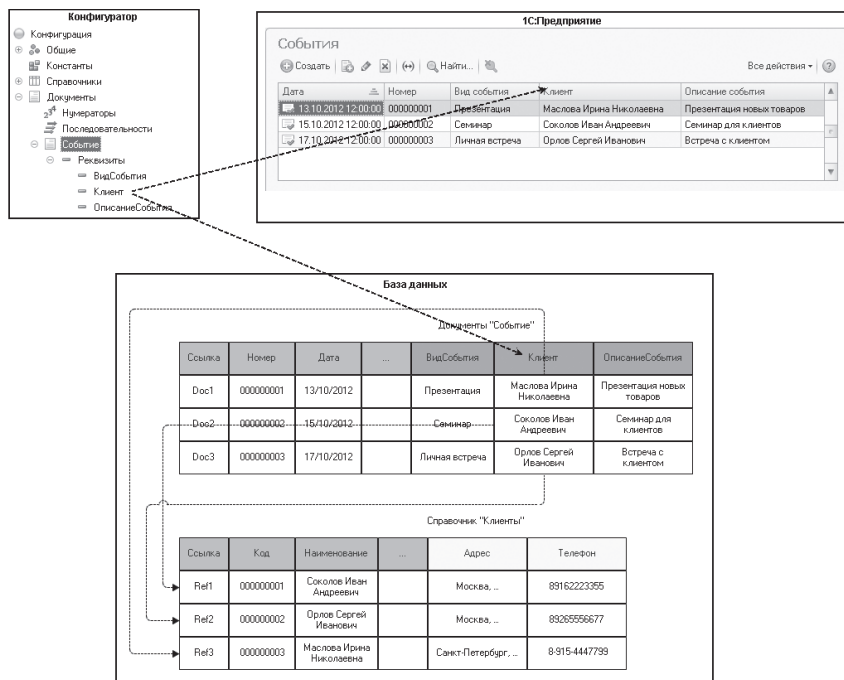 Конфигуратор
Конфигурация
Общие
Константы
Справочники
Документы
Нумераторы
Последовательности
Событие
Реквизиты
ВидСобытия
Клиент
ОписаниеСобытия
1С:Предприятие
События
Создать Найти... Все действия
Дата Номер Вид события Клиент Описание события
13.10.2012 12:00:00 000000001 Презентация Маслова Ирина Николаевна Презентация новых товаров
15.10.2012 12:00:00 000000002 Семинар Соколов Иван Андреевич Семинар для клиентов
17.10.2012 12:00:00 000000003 Личная встреча Орлов Сергей Иванович Встреча с клиентом
База данных
Документы "Событие"
Ссылка Номер Дата ... ВидСобытия Клиент ОписаниеСобытия
Doc1 000000001 13/10/2012 Презентация Маслова Ирина Николаевна Презентация новых товаров
Doc2 000000002 15/10/2012 Семинар Соколов Иван Андреевич Семинар для клиентов
Doc3 000000003 17/10/2012 Личная встреча Орлов Сергей Иванович Встреча с клиентом
Справочник "Клиенты"
Ссылка Код Наименование ... Адрес Телефон
Ref1 000000001 Соколов Иван Андреевич Москва, ... 89162223355
Ref2 000000002 Орлов Сергей Иванович Москва, ... 89265556677
Ref3 000000003 Маслова Ирина Николаевна Санкт-Петербург, ... 8-915-4447799